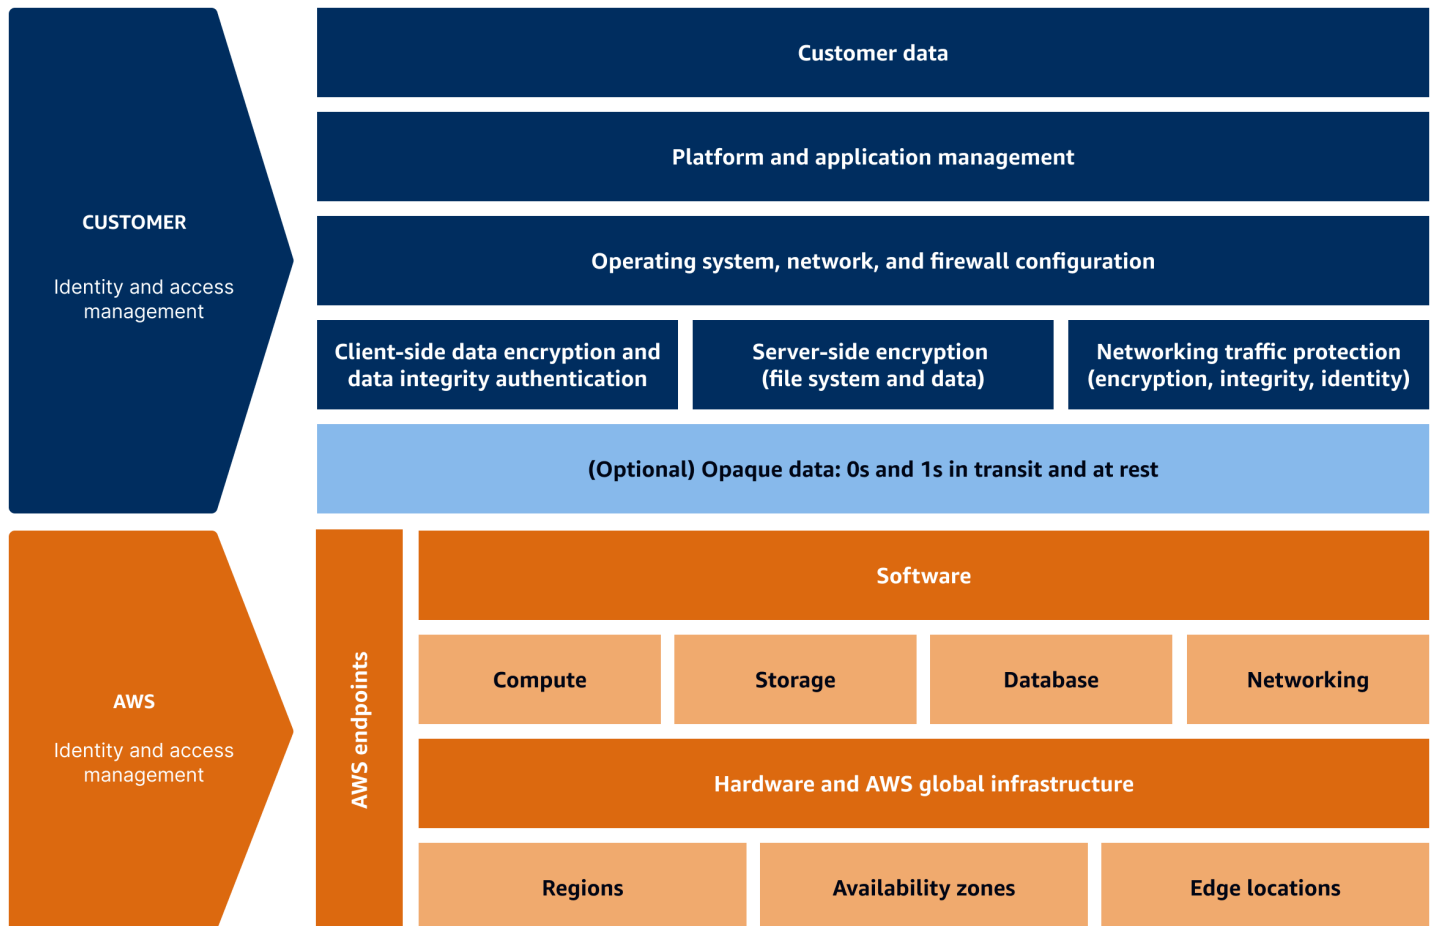 CUSTOMER
Identity and access
management
Customer data
Platform and application management
Operating system, network, and firewall configuration
Client-side data encryption and
data integrity authentication
Server-side encryption
(file system and data)
Networking traffic protection
(encryption, integrity, identity)
(Optional) Opaque data: 0s and 1s in transit and at rest
AWS
Identity and access
management
AWS endpoints
Software
Compute
Storage
Database
Networking
Hardware and AWS global infrastructure
Regions
Availability zones
Edge locations